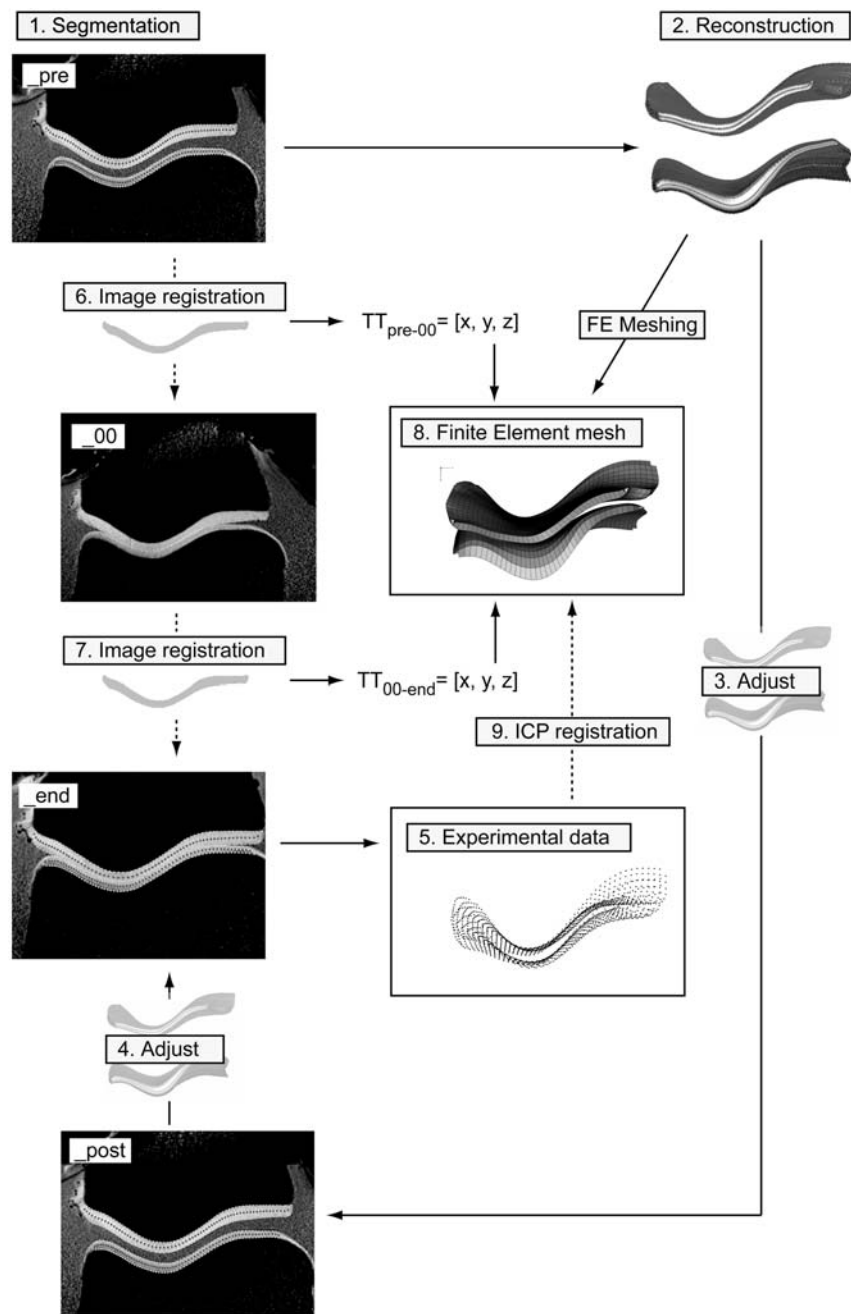 1. Segmentation
2. Reconstruction
_pre
6. Image registration
TTpre-00= [x, y, z]
FE Meshing
_00
8. Finite Element mesh
7. Image registration
TT00-end= [x, y, z]
3. Adjust
9. ICP registration
_end
5. Experimental data
4. Adjust
_post